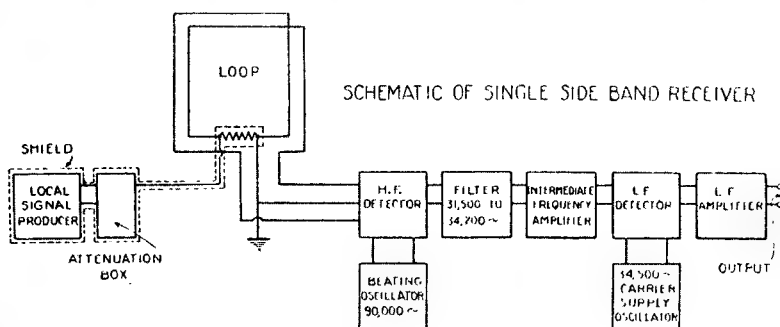 LOOP
SCHEMATIC OF SINGLE SIDE BAND RECEIVER
SHIELD
LOCAL
SIGNAL
PRODUCER
ATTENUATION
BOX
H.F.
DETECTOR
FILTER
31,500 TO
34,200~
INTERMEDIATE
FREQUENCY
AMPLIFIER
L.F.
DETECTOR
L.F.
AMPLIFIER
OUTPUT
BEATING
OSCILLATOR
90,000~
34,500~
CARRIER
SUPPLY
OSCILLATOR